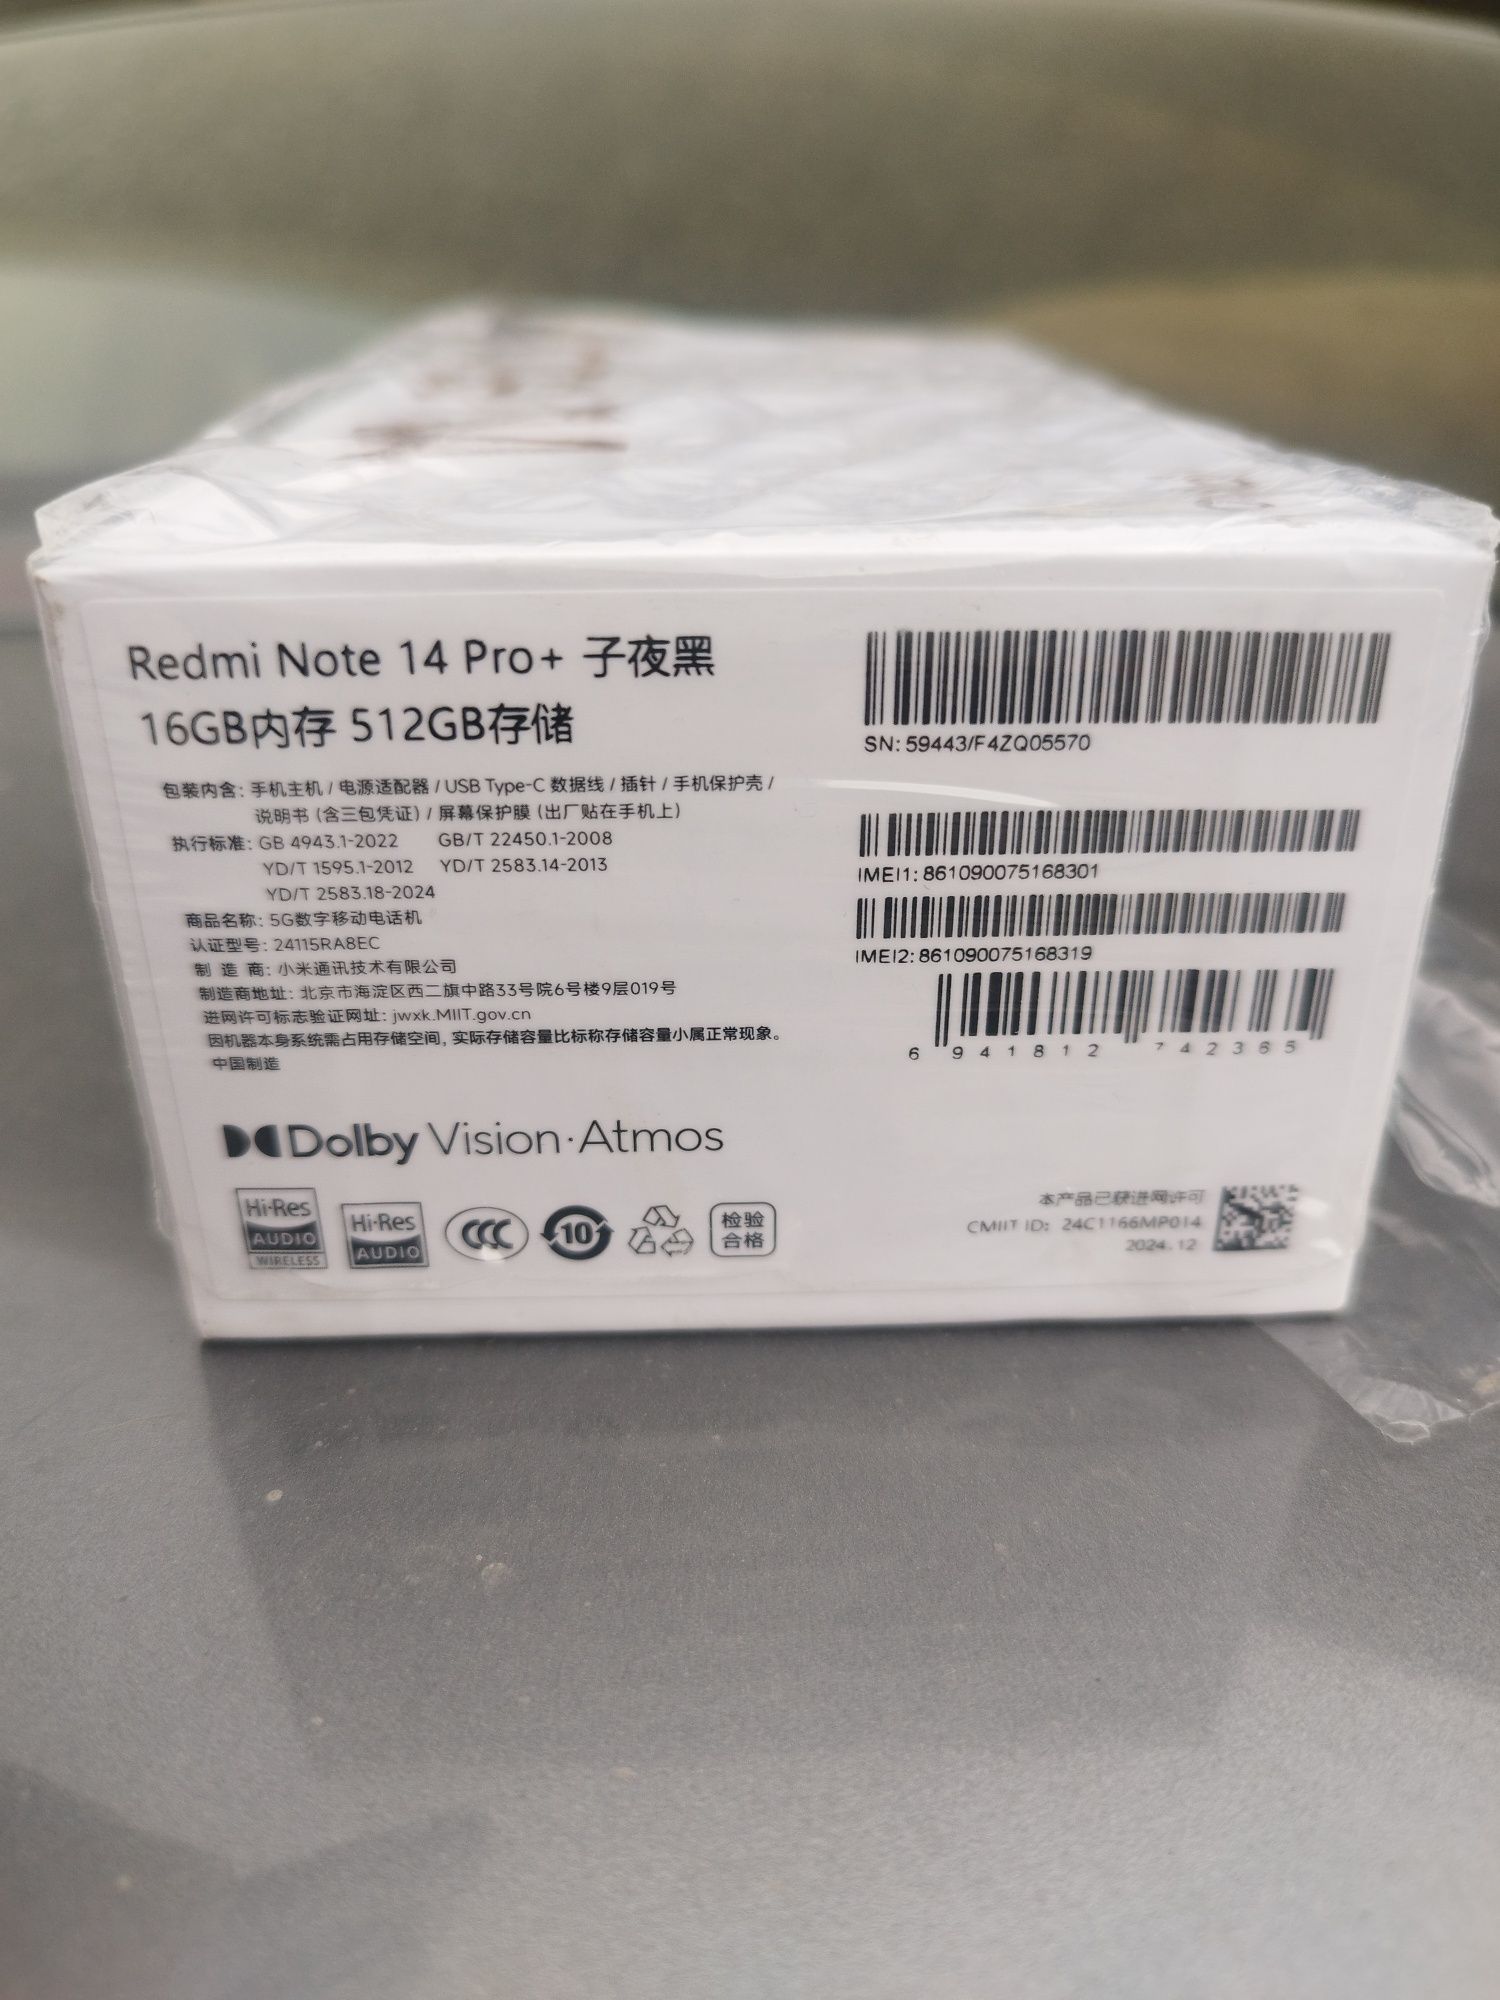 Redmi Note 14 Pro+ 子夜黑
16GB内存 512GB存储
包装内含: 手机主机 / 电源适配器 / USB Type-C 数据线 / 插针 / 手机保护壳 /
说明书 (含三包凭证) / 屏幕保护膜 (出厂贴在手机上)
执行标准: GB 4943.1-2022 GB/T 22450.1-2008
YD/T 1595.1-2012 YD/T 2583.14-2013
YD/T 2583.18-2024
商品名称: 5G数字移动电话机
认证型号: 24115RA8EC
制 造 商: 小米通讯技术有限公司
制造商地址: 北京市海淀区西二旗中路33号院6号楼9层019号
进网许可标志验证网址: jwxk.MIIT.gov.cn
因机器本身系统需占用存储空间, 实际存储容量比标称存储容量小属正常现象。
中国制造
Dolby Vision·Atmos
Hi-Res
AUDIO
WIRELESS
Hi-Res
AUDIO
CCC
10
检验
合格
SN: 59443/F4ZQ05570
IMEI1: 861090075168301
IMEI2: 861090075168319
6 941812 742365
本产品已获进网许可
CMIIT ID: 24C1166MP014
2024.12